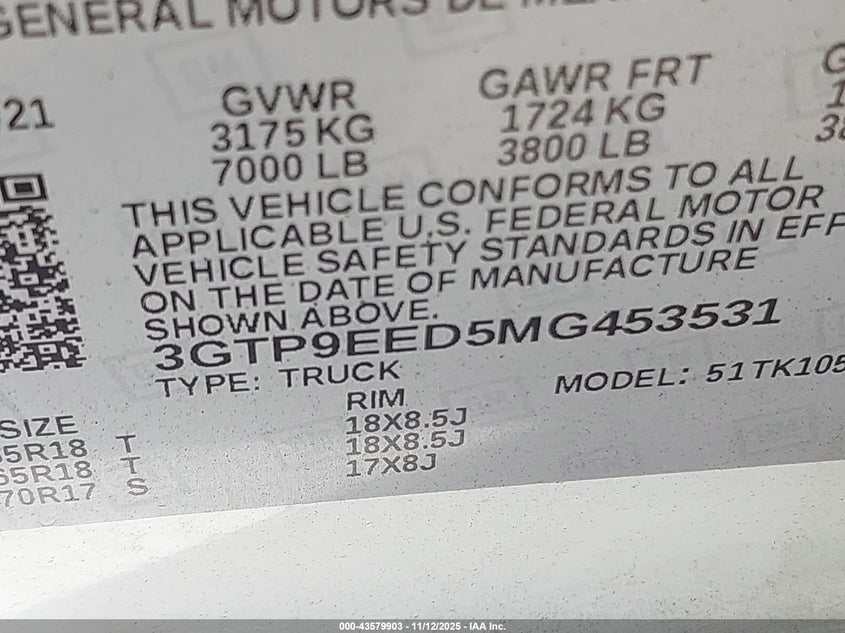 GENERAL MOTORS DE
21 GVWR GAWR FRT
3175 KG 1724 KG
7000 LB 3800 LB
THIS VEHICLE CONFORMS TO ALL
APPLICABLE U.S. FEDERAL MOTOR
VEHICLE SAFETY STANDARDS IN EFF
ON THE DATE OF MANUFACTURE
SHOWN ABOVE.
3GTP9EED5MG453531
TYPE: TRUCK MODEL: 51TK105
SIZE RIM
65R18 T 18X8.5J
65R18 T 18X8.5J
70R17 S 17X8J
000-43579903 - 11/12/2025 - IAA Inc.